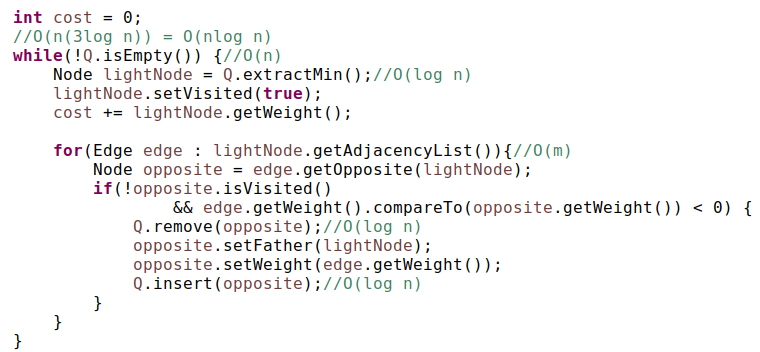 int cost = 0;
//O(n(3log n)) = O(nlog n)
while(!Q.isEmpty()) {//O(n)
    Node lightNode = Q.extractMin();//O(log n)
    lightNode.setVisited(true);
    cost += lightNode.getWeight();

    for(Edge edge : lightNode.getAdjacencyList()){//O(m)
        Node opposite = edge.getOpposite(lightNode);
        if(!opposite.isVisited()
                && edge.getWeight().compareTo(opposite.getWeight()) < 0) {
            Q.remove(opposite);//O(log n)
            opposite.setFather(lightNode);
            opposite.setWeight(edge.getWeight());
            Q.insert(opposite);//O(log n)
        }
    }
}